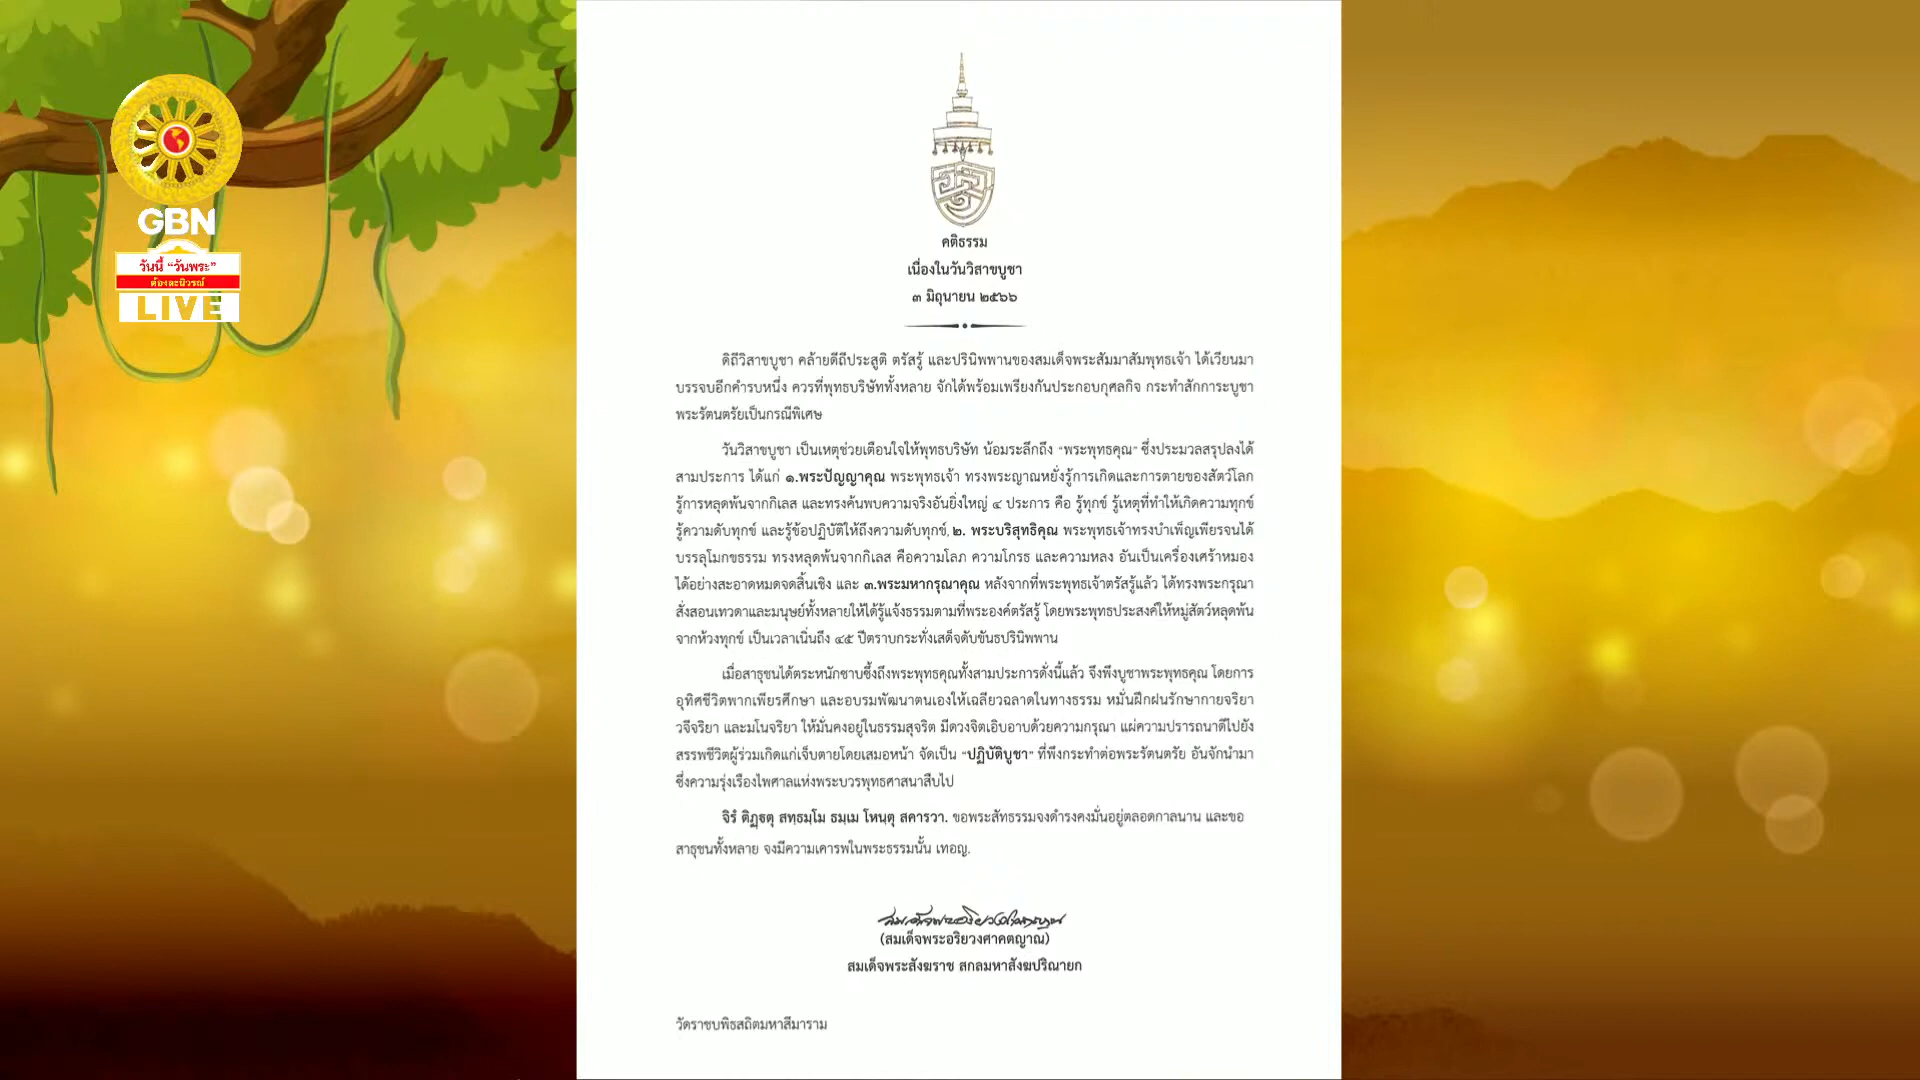 GBN
วันนี้ “วันพระ”
ต้องละนิวรณ์
LIVE
คติธรรม
เนื่องในวันวิสาขบูชา
๓ มิถุนายน ๒๕๖๖
ดิถีวิสาขบูชา คล้ายดิถีประสูติ ตรัสรู้ และปรินิพพานของสมเด็จพระสัมมาสัมพุทธเจ้า ได้เวียนมา
บรรจบอีกคำรบหนึ่ง ควรที่พุทธบริษัททั้งหลาย จักได้พร้อมเพรียงกันประกอบกุศลกิจ กระทำสักการะบูชา
พระรัตนตรัยเป็นกรณีพิเศษ
วันวิสาขบูชา เป็นเหตุช่วยเตือนใจให้พุทธบริษัท น้อมระลึกถึง “พระพุทธคุณ” ซึ่งประมวลสรุปลงได้
สามประการ ได้แก่ ๑.พระปัญญาคุณ พระพุทธเจ้า ทรงพระญาณหยั่งรู้การเกิดและการตายของสัตว์โลก
รู้การหลุดพ้นจากกิเลส และทรงค้นพบความจริงอันยิ่งใหญ่ ๔ ประการ คือ รู้ทุกข์ รู้เหตุที่ทำให้เกิดความทุกข์
รู้ความดับทุกข์ และรู้ข้อปฏิบัติให้ถึงความดับทุกข์, ๒. พระบริสุทธิคุณ พระพุทธเจ้าทรงบำเพ็ญเพียรจนได้
บรรลุโมกขธรรม ทรงหลุดพ้นจากกิเลส คือความโลภ ความโกรธ และความหลง อันเป็นเครื่องเศร้าหมอง
ได้อย่างสะอาดหมดจดสิ้นเชิง และ ๓.พระมหากรุณาคุณ หลังจากที่พระพุทธเจ้าตรัสรู้แล้ว ได้ทรงพระกรุณา
สั่งสอนเทวดาและมนุษย์ทั้งหลายให้ได้รู้แจ้งธรรมตามที่พระองค์ตรัสรู้ โดยพระพุทธประสงค์ให้หมู่สัตว์หลุดพ้น
จากห้วงทุกข์ เป็นเวลาเนิ่นถึง ๔๕ ปีตราบกระทั่งเสด็จดับขันธปรินิพพาน
เมื่อสาธุชนได้ตระหนักซาบซึ้งถึงพระพุทธคุณทั้งสามประการดั่งนี้แล้ว จึงพึงบูชาพระพุทธคุณ โดยการ
อุทิศชีวิตพากเพียรศึกษา และอบรมพัฒนาตนเองให้เฉลียวฉลาดในทางธรรม หมั่นฝึกฝนรักษากายจริยา
วจีจริยา และมโนจริยา ให้มั่นคงอยู่ในธรรมสุจริต มีดวงจิตเอิบอาบด้วยความกรุณา แผ่ความปรารถนาดีไปยัง
สรรพชีวิตผู้ร่วมเกิดแก่เจ็บตายโดยเสมอหน้า จัดเป็น “ปฏิบัติบูชา” ที่พึงกระทำต่อพระรัตนตรัย อันจักนำมา
ซึ่งความรุ่งเรืองไพศาลแห่งพระบวรพุทธศาสนาสืบไป
จิรํ ติฏฺฐตุ สทฺธมฺโม ธมฺเม โหนฺตุ สคารวา. ขอพระสัทธรรมจงดำรงคงมั่นอยู่ตลอดกาลนาน และขอ
สาธุชนทั้งหลาย จงมีความเคารพในพระธรรมนั้น เทอญ.
สมเด็จพระอริยวงศาคตญาณ
(สมเด็จพระอริยวงศาคตญาณ)
สมเด็จพระสังฆราช สกลมหาสังฆปริณายก
วัดราชบพิธสถิตมหาสีมาราม